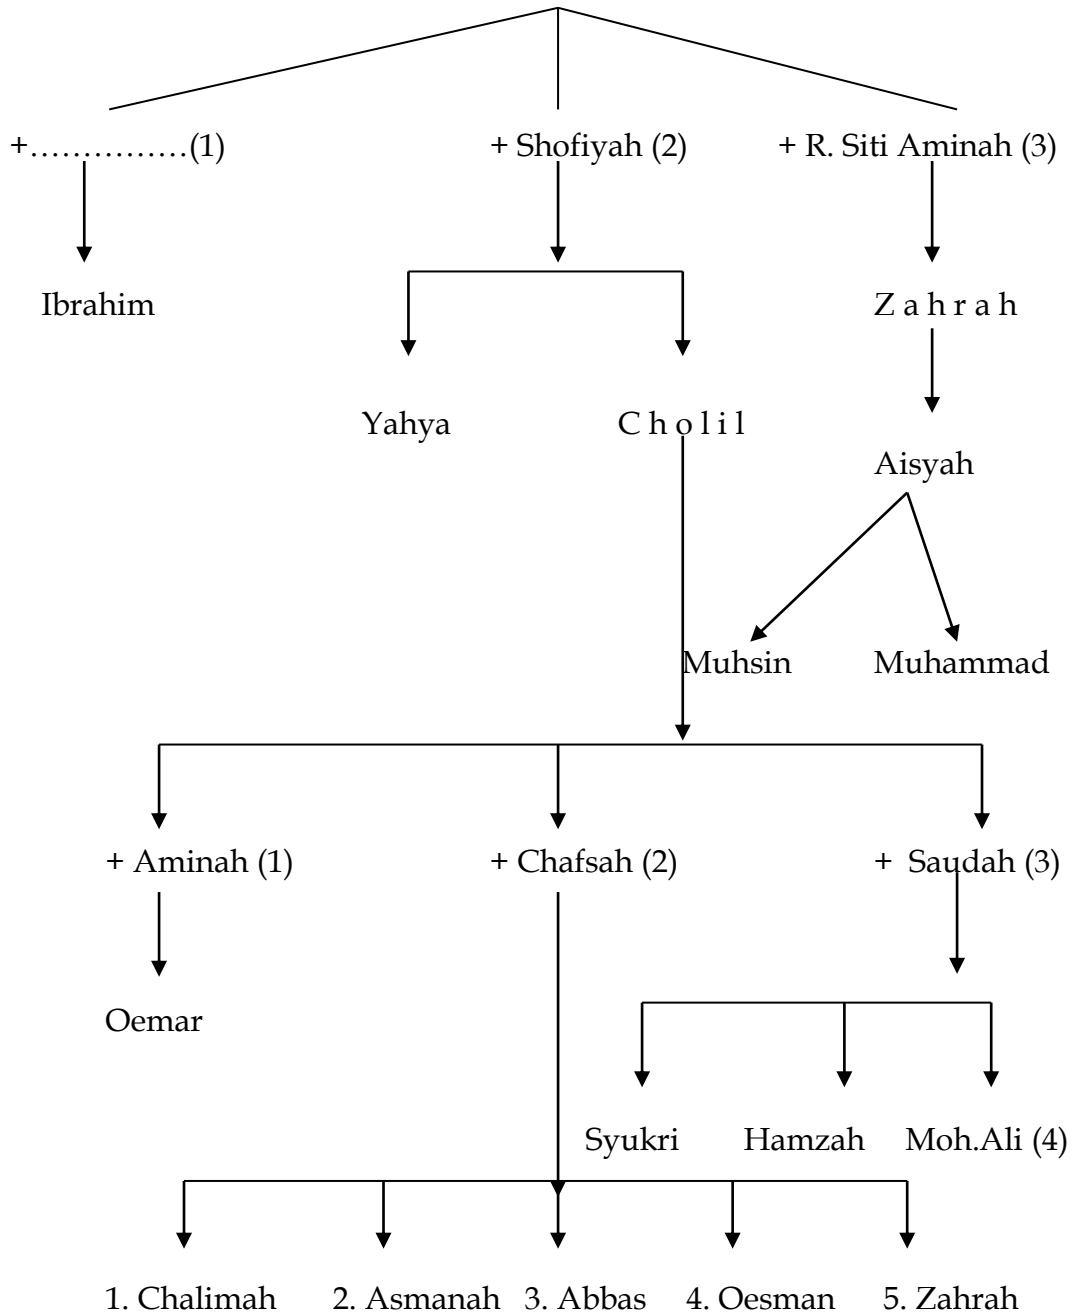 +……………(1) + Shofiyah (2) + R. Siti Aminah (3)
Ibrahim Z a h r a h
Yahya C h o l i l
Aisyah
Muhsin Muhammad
+ Aminah (1) + Chafsah (2) + Saudah (3)
Oemar
Syukri Hamzah Moh.Ali (4)
1. Chalimah 2. Asmanah 3. Abbas 4. Oesman 5. Zahrah